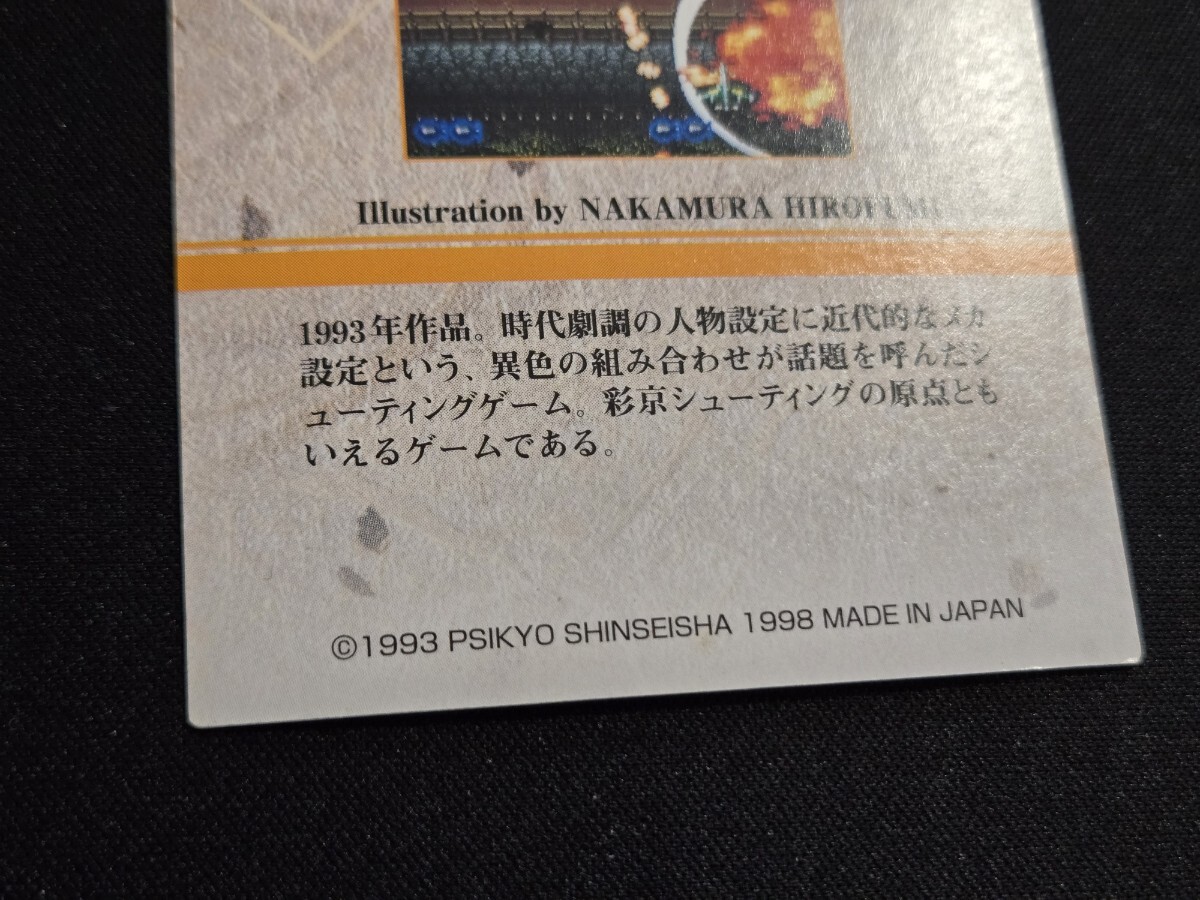 Illustration by NAKAMURA HIROFUMI
1993年作品。時代劇調の人物設定に近代的なメカ
設定という、異色の組み合わせが話題を呼んだシ
ューティングゲーム。彩京シューティングの原点とも
いえるゲームである。
©1993 PSIKYO SHINSEISHA 1998 MADE IN JAPAN